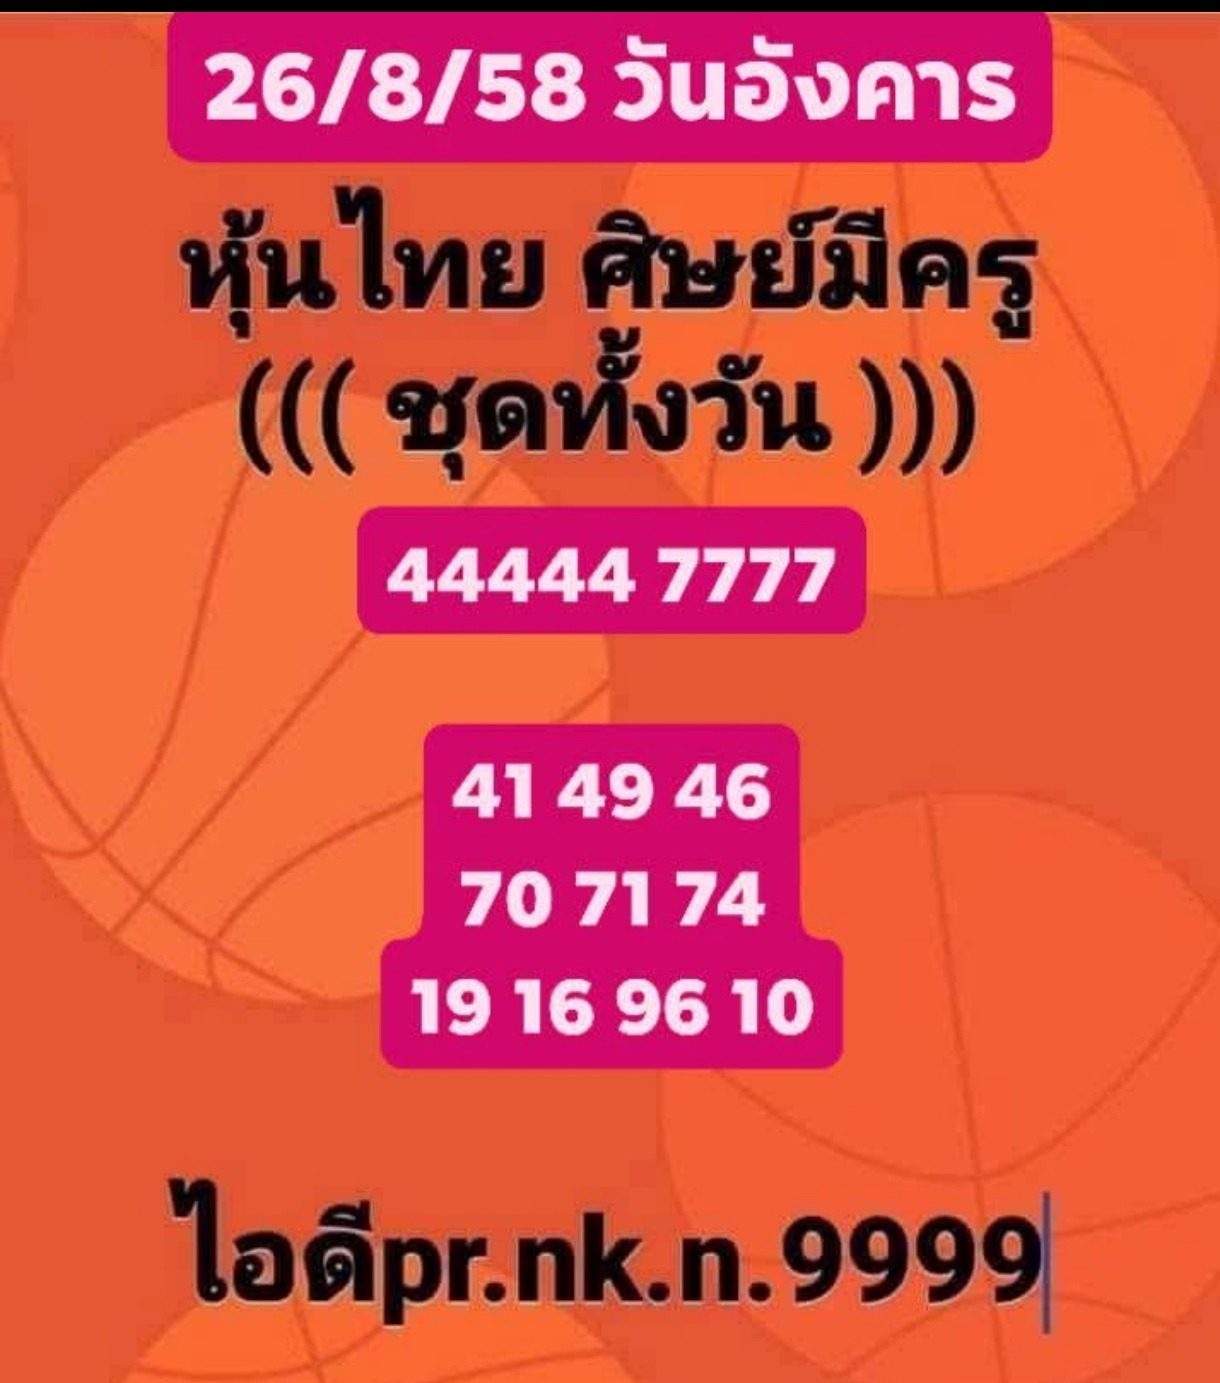 26/8/58 วันอังคาร
หุ้นไทย ศิษย์มีครู
((( ชุดทั้งวัน )))
44444 7777
41 49 46
70 71 74
19 16 96 10
ไอดีpr.nk.n.9999